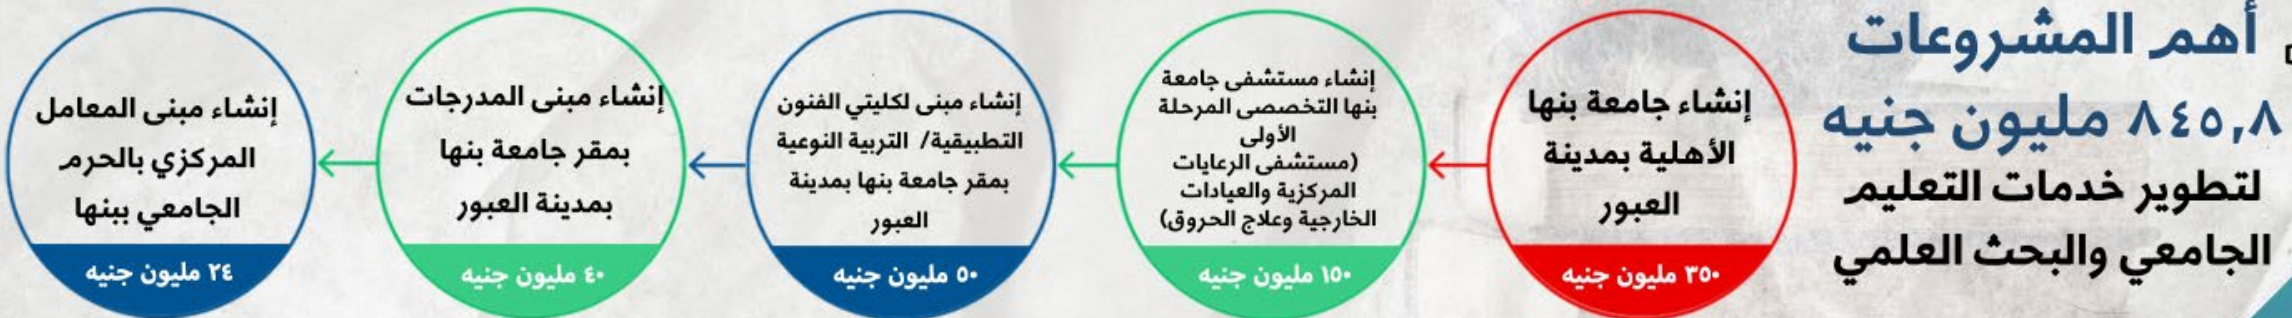 أهم المشروعات
٨٤٥,٨ مليون جنيه
لتطوير خدمات التعليم
الجامعي والبحث العلمي
إنشاء جامعة بنها
الأهلية بمدينة
العبور
٣٥٠ مليون جنيه
إنشاء مستشفى جامعة
بنها التخصصى المرحلة
الأولى
(مستشفى الرعايات
المركزية والعيادات
الخارجية وعلاج الحروق)
١٥٠ مليون جنيه
إنشاء مبنى لكليتي الفنون
التطبيقية/ التربية النوعية
بمقر جامعة بنها بمدينة
العبور
٥٠ مليون جنيه
إنشاء مبنى المدرجات
بمقر جامعة بنها
بمدينة العبور
٤٠ مليون جنيه
إنشاء مبنى المعامل
المركزي بالحرم
الجامعي ببنها
٢٤ مليون جنيه